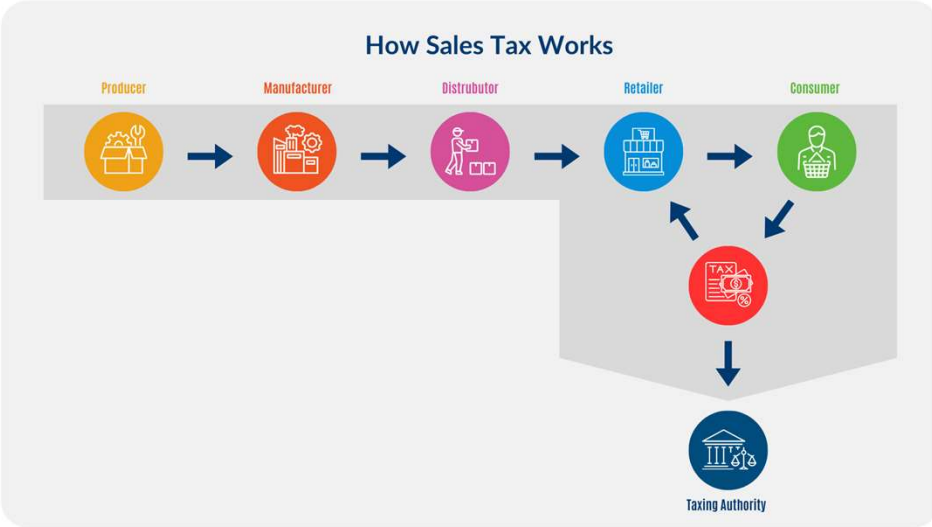 How Sales Tax Works
Producer
Manufacturer
Distrubutor
Retailer
Consumer
TAX
$
%
Taxing Authority